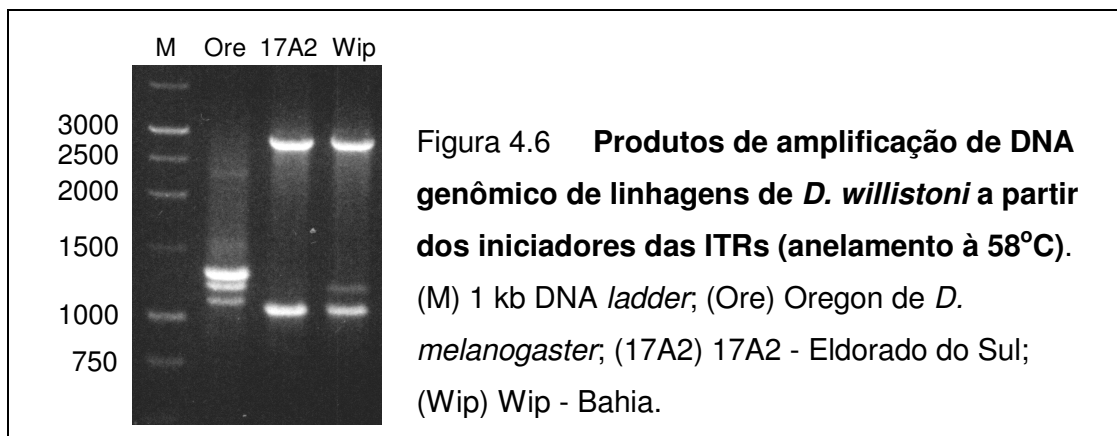 M Ore 17A2 Wip
3000
2500
2000
1500
1000
750
Figura 4.6 Produtos de amplificação de DNA
genômico de linhagens de D. willistoni a partir
dos iniciadores das ITRs (anelamento à 58°C).
(M) 1 kb DNA ladder; (Ore) Oregon de D.
melanogaster; (17A2) 17A2 - Eldorado do Sul;
(Wip) Wip - Bahia.